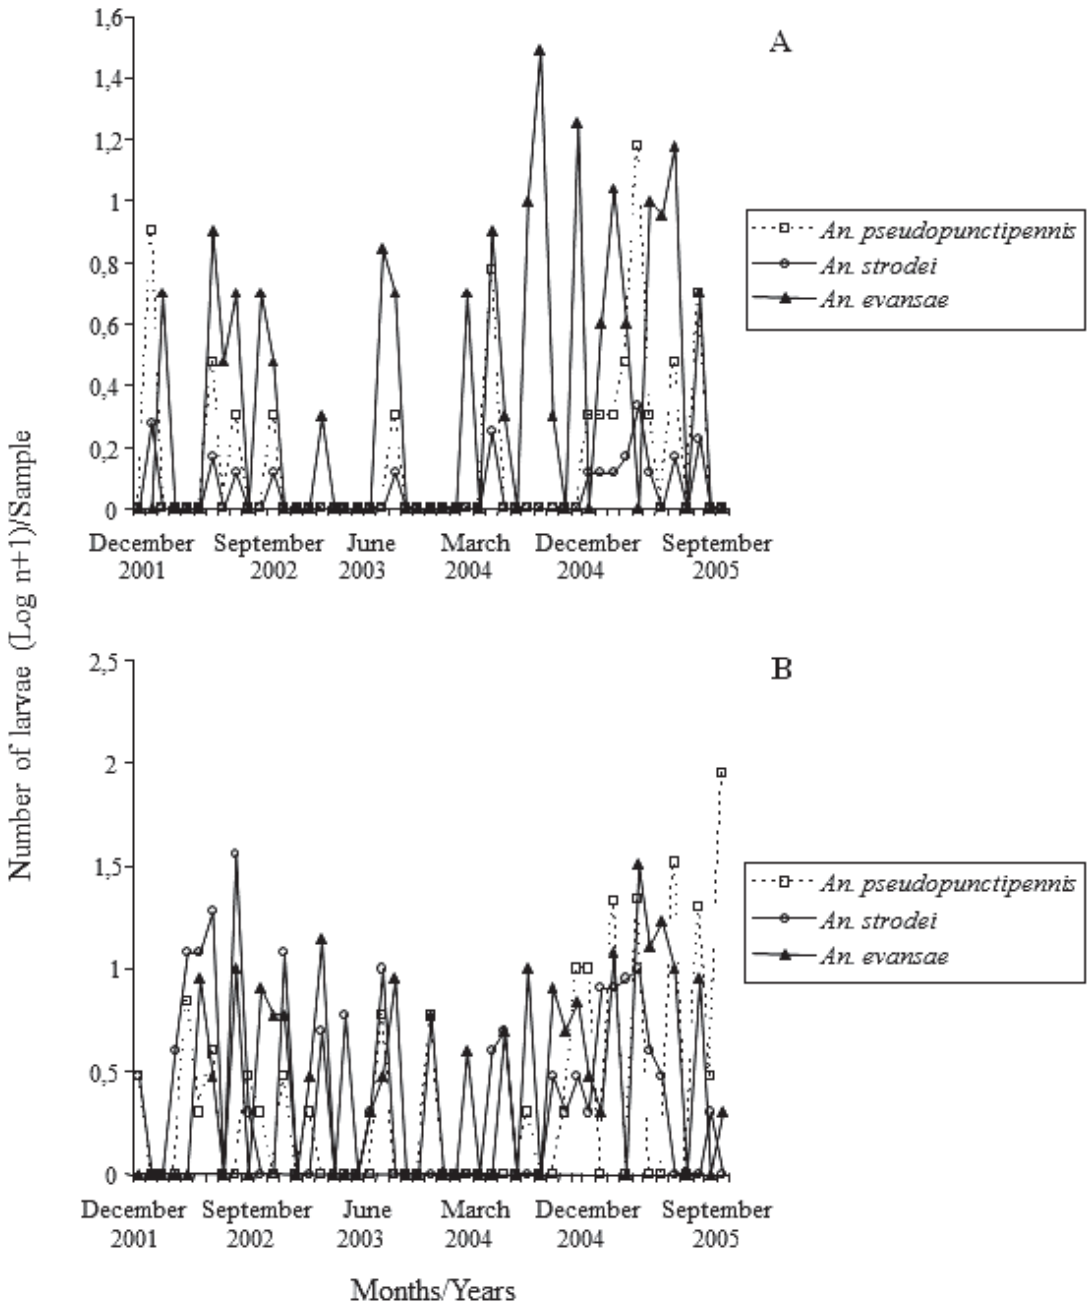 Number of larvae (Log n+1)/Sample
A
1,6
1,4
1,2
1
0,8
0,6
0,4
0,2
0
December
2001
September
2002
June
2003
March
2004
December
2004
September
2005
An. pseudopunctipennis
An. strodei
An. evansae
B
2,5
2
1,5
1
0,5
0
December
2001
September
2002
June
2003
March
2004
December
2004
September
2005
An. pseudopunctipennis
An. strodei
An. evansae
Months/Years